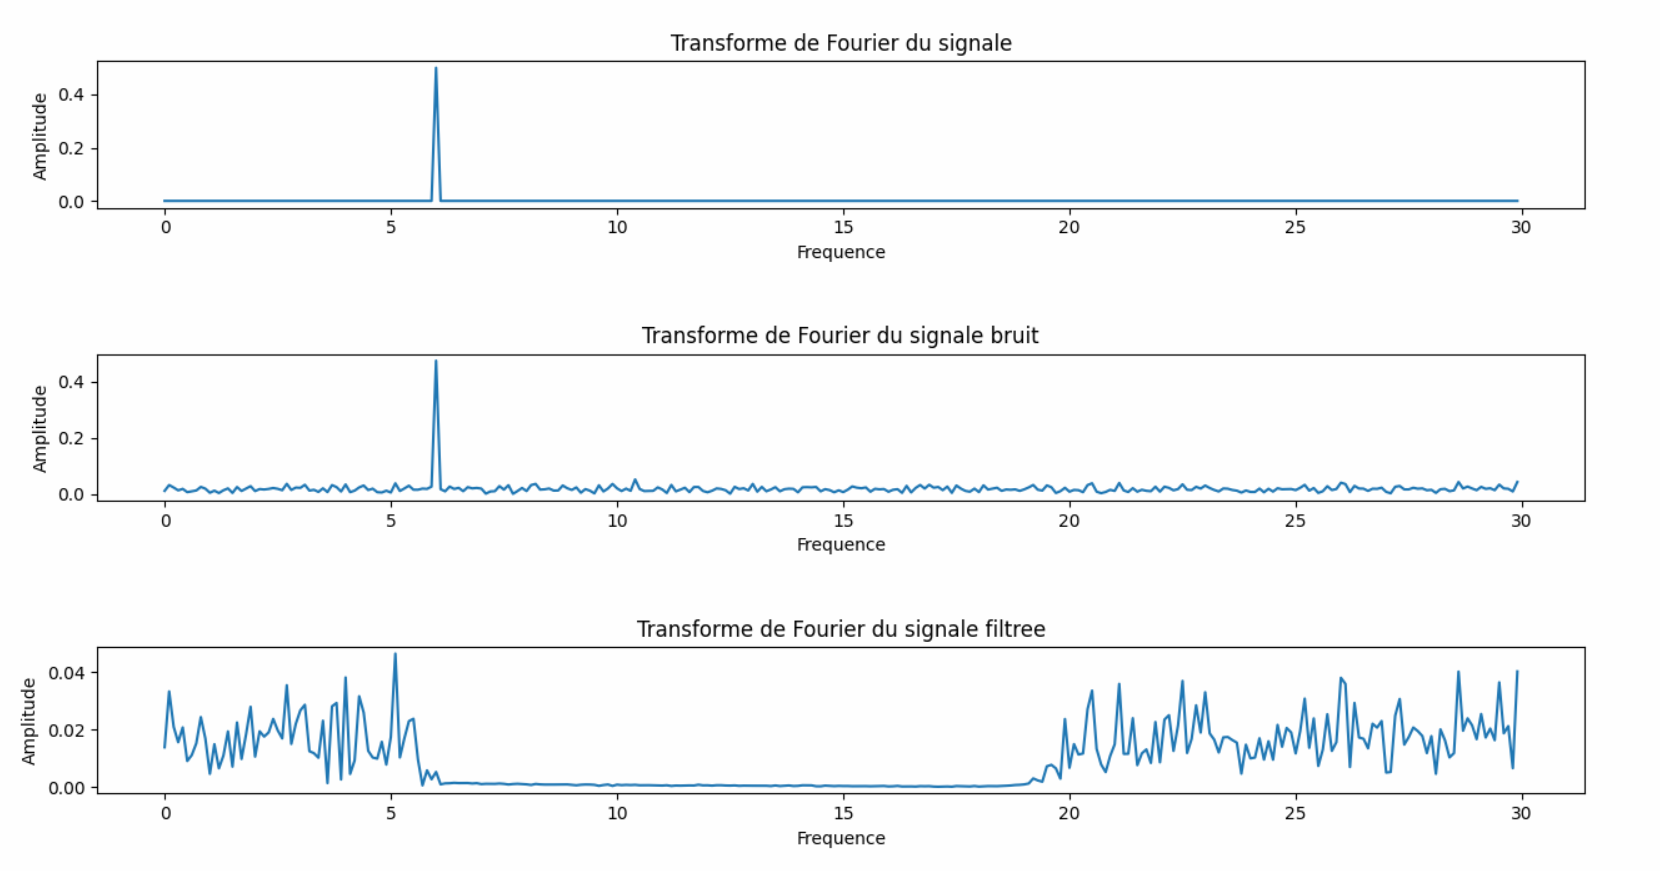 Transforme de Fourier du signale
Amplitude
0.4
0.2
0.0
0 5 10 15 20 25 30
Frequence
Transforme de Fourier du signale bruit
Amplitude
0.4
0.2
0.0
0 5 10 15 20 25 30
Frequence
Transforme de Fourier du signale filtree
Amplitude
0.04
0.02
0.00
0 5 10 15 20 25 30
Frequence